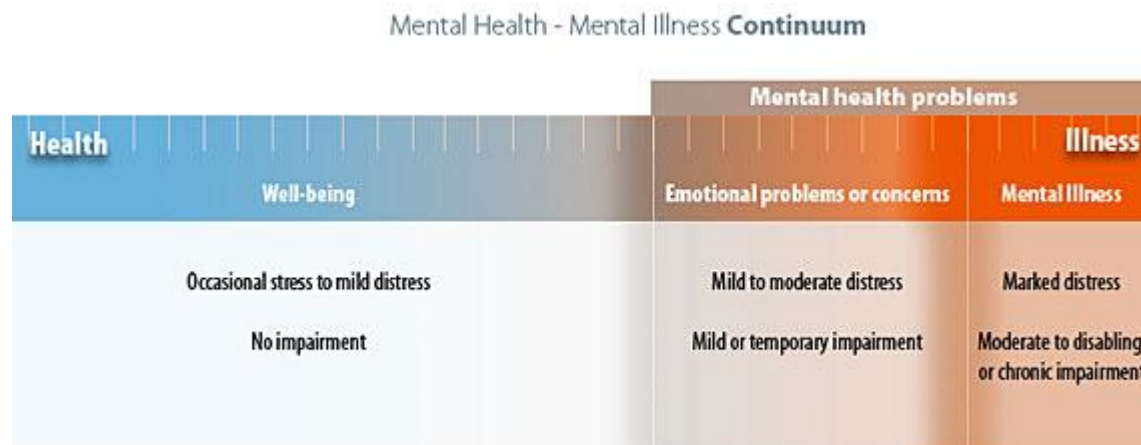 Mental Health - Mental Illness Continuum
Mental health problems
Health
Illness
Well-being
Emotional problems or concerns
Mental Illness
Occasional stress to mild distress
Mild to moderate distress
Marked distress
No impairment
Mild or temporary impairment
Moderate to disabling
or chronic impairment